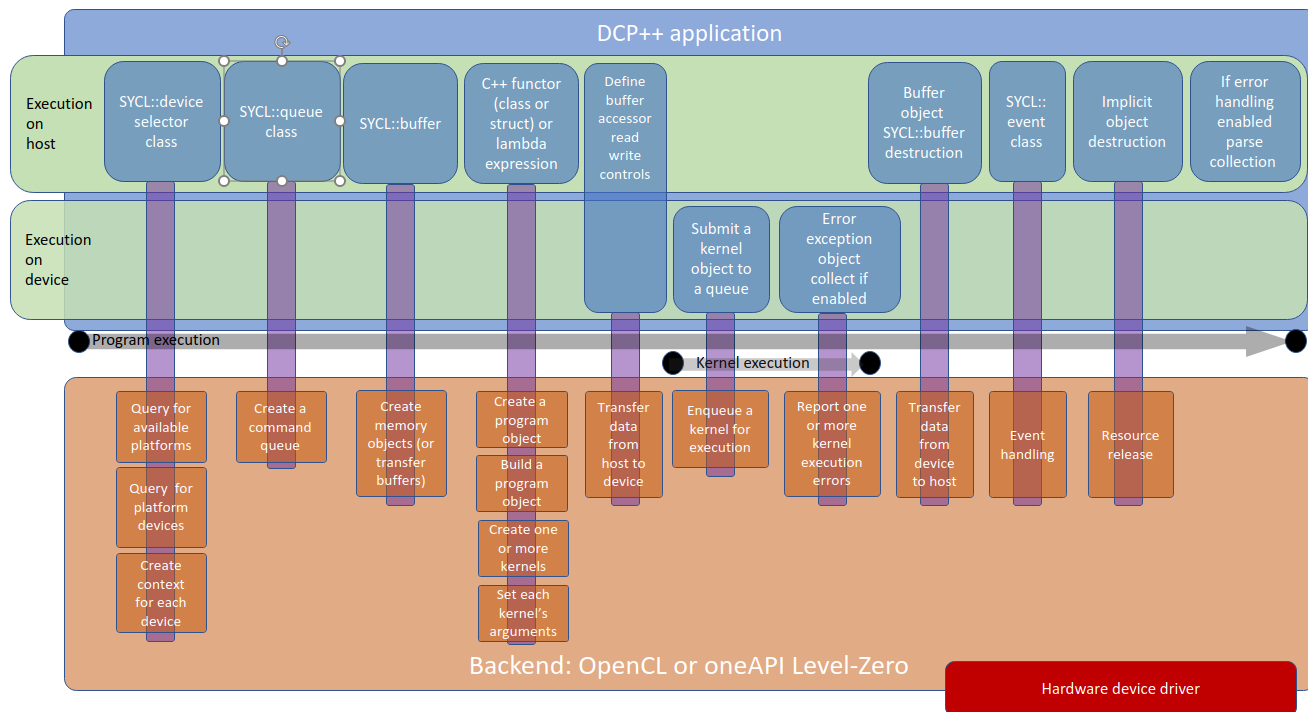 DCP++ application
Execution
on
host
SYCL::device
selector
class
SYCL::queue
class
SYCL::buffer
C++ functor
(class or
struct) or
lambda
expression
Define
buffer
accessor
read
write
controls
Buffer
object
SYCL::buffer
destruction
SYCL::
event
class
Implicit
object
destruction
If error
handling
enabled
parse
collection
Execution
on
device
Submit a
kernel
object to
a queue
Error
exception
object
collect if
enabled
Program execution
Kernel execution
Query for
available
platforms
Query for
platform
devices
Create
context
for each
device
Create a
command
queue
Create
memory
objects (or
transfer
buffers)
Create a
program
object
Build a
program
object
Create one
or more
kernels
Set each
kernel's
arguments
Transfer
data
from
host to
device
Enqueue a
kernel for
execution
Report one
or more
kernel
execution
errors
Transfer
data
from
device
to host
Event
handling
Resource
release
Backend: OpenCL or oneAPI Level-Zero
Hardware device driver